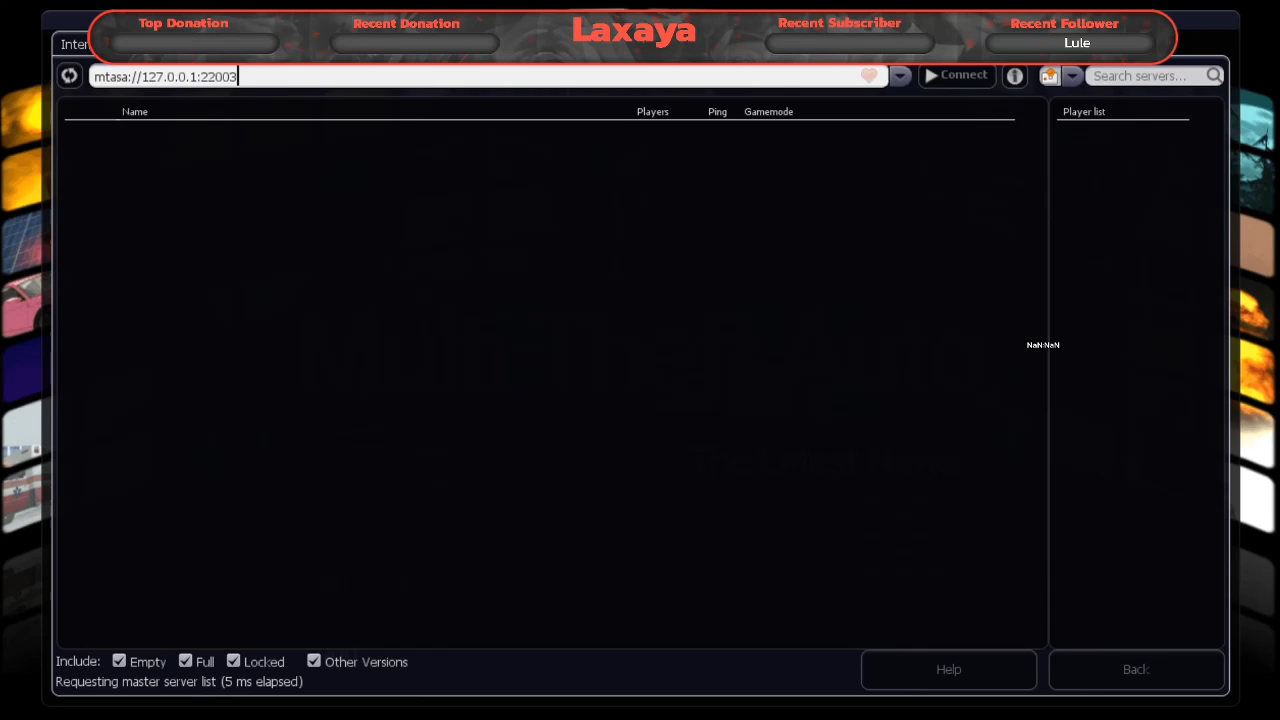 Top Donation
Recent Donation
Laxaya
Recent Subscriber
Recent Follower
Lule
Inter
mtasa://127.0.0.1:22003
Connect
Search servers...
Name
Players
Ping
Gamemode
Player list
NaN:NaN
Include:
Empty
Full
Locked
Other Versions
Requesting master server list (5 ms elapsed)
Help
Back